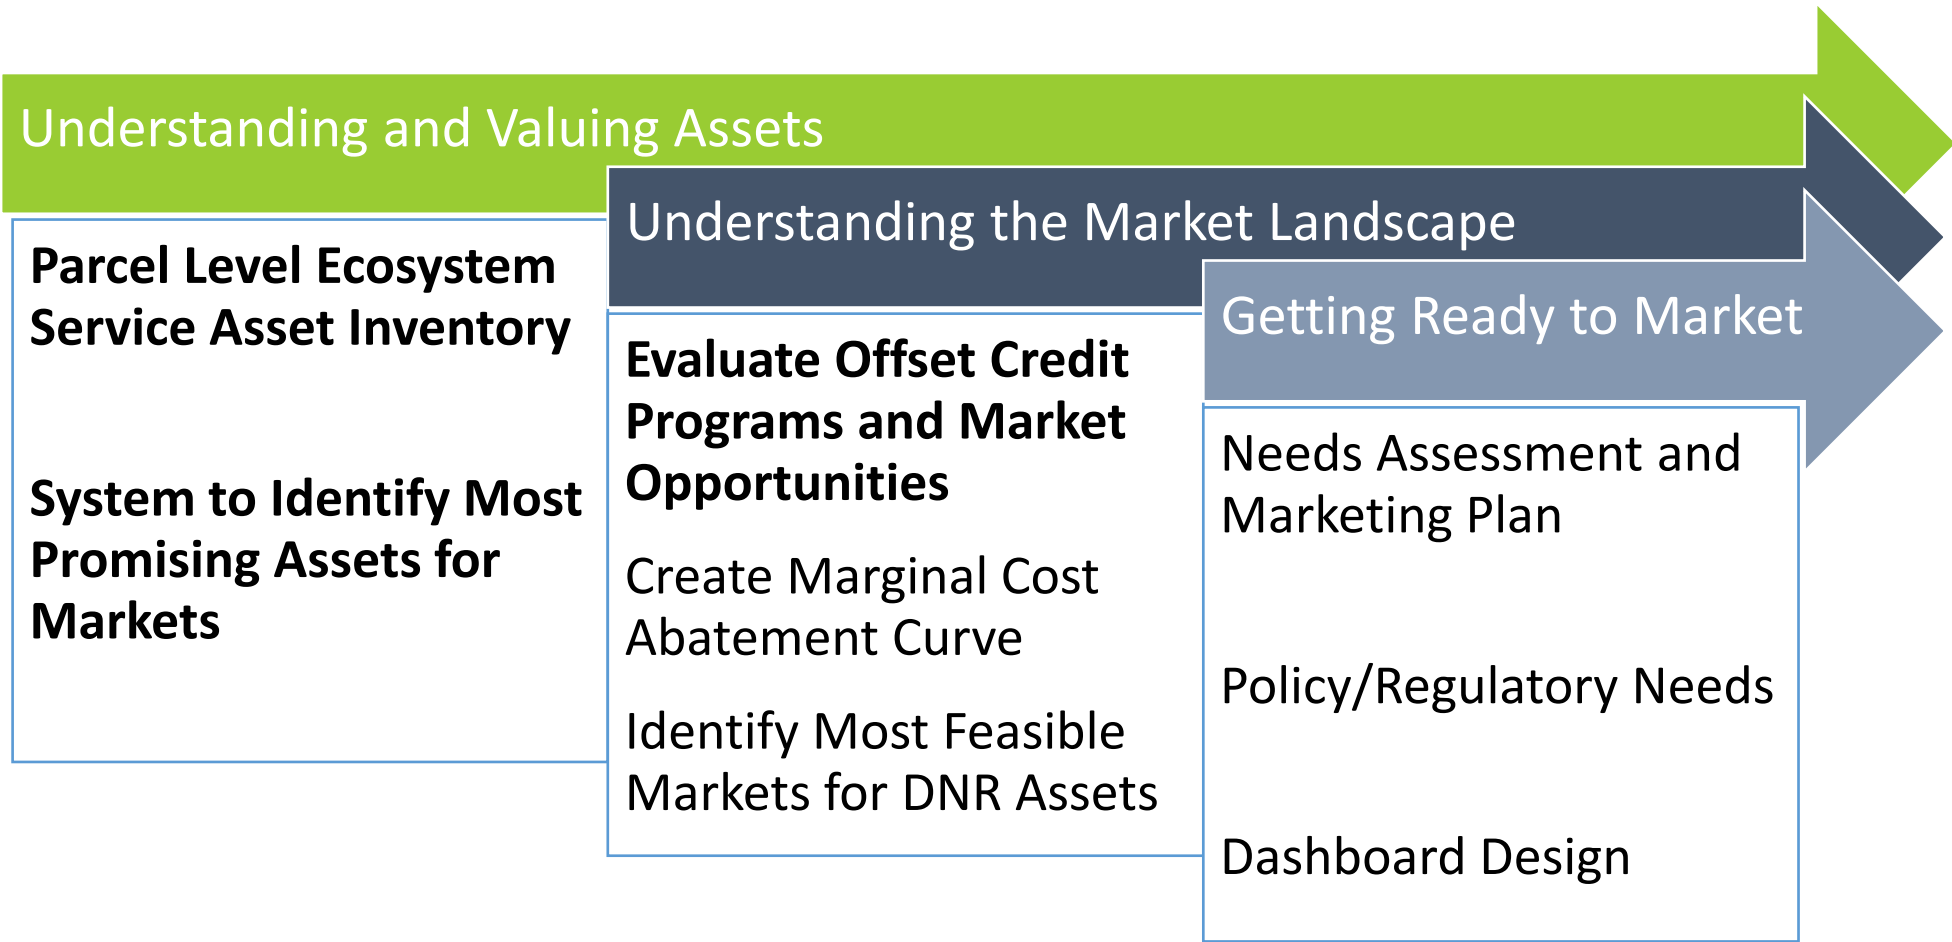 Understanding and Valuing Assets
Parcel Level Ecosystem
Service Asset Inventory
System to Identify Most
Promising Assets for
Markets
Understanding the Market Landscape
Evaluate Offset Credit
Programs and Market
Opportunities
Create Marginal Cost
Abatement Curve
Identify Most Feasible
Markets for DNR Assets
Getting Ready to Market
Needs Assessment and
Marketing Plan
Policy/Regulatory Needs
Dashboard Design